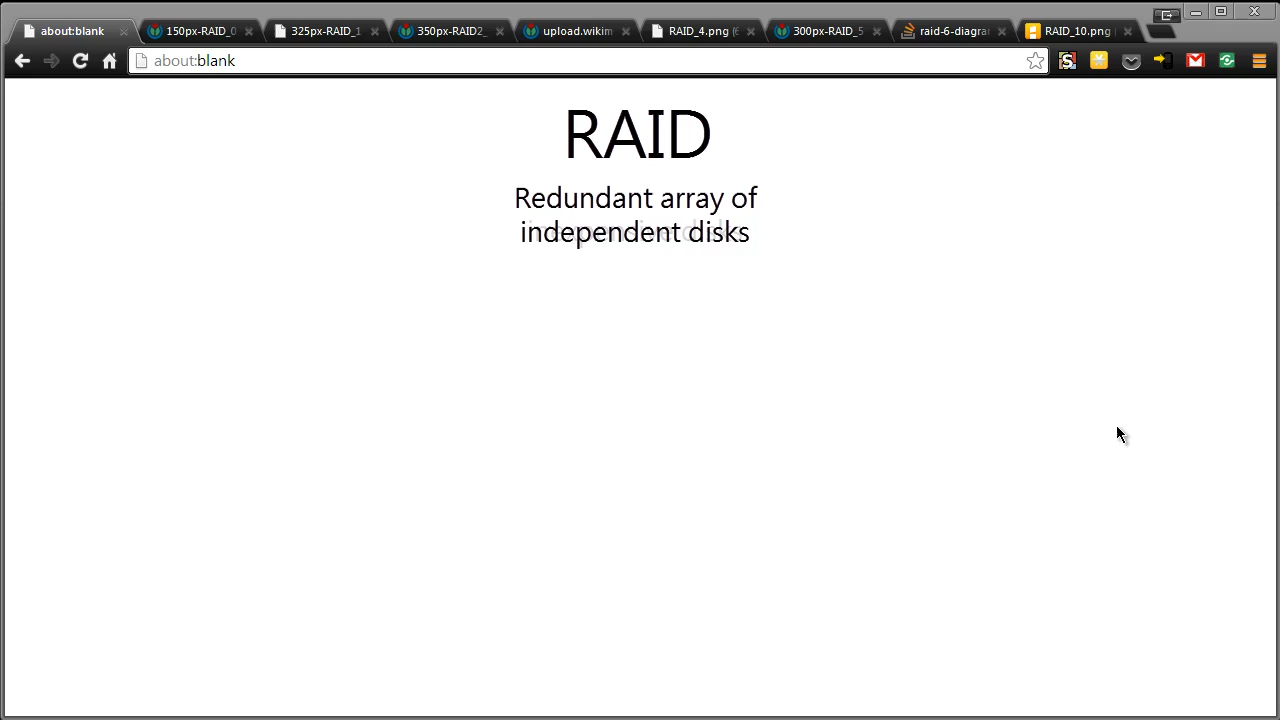 about:blank
150px-RAID_0
325px-RAID_1
350px-RAID2_
upload.wikim
RAID_4.png (6
300px-RAID_5
raid-6-diagra
RAID_10.png
about:blank
RAID
Redundant array of
independent disks